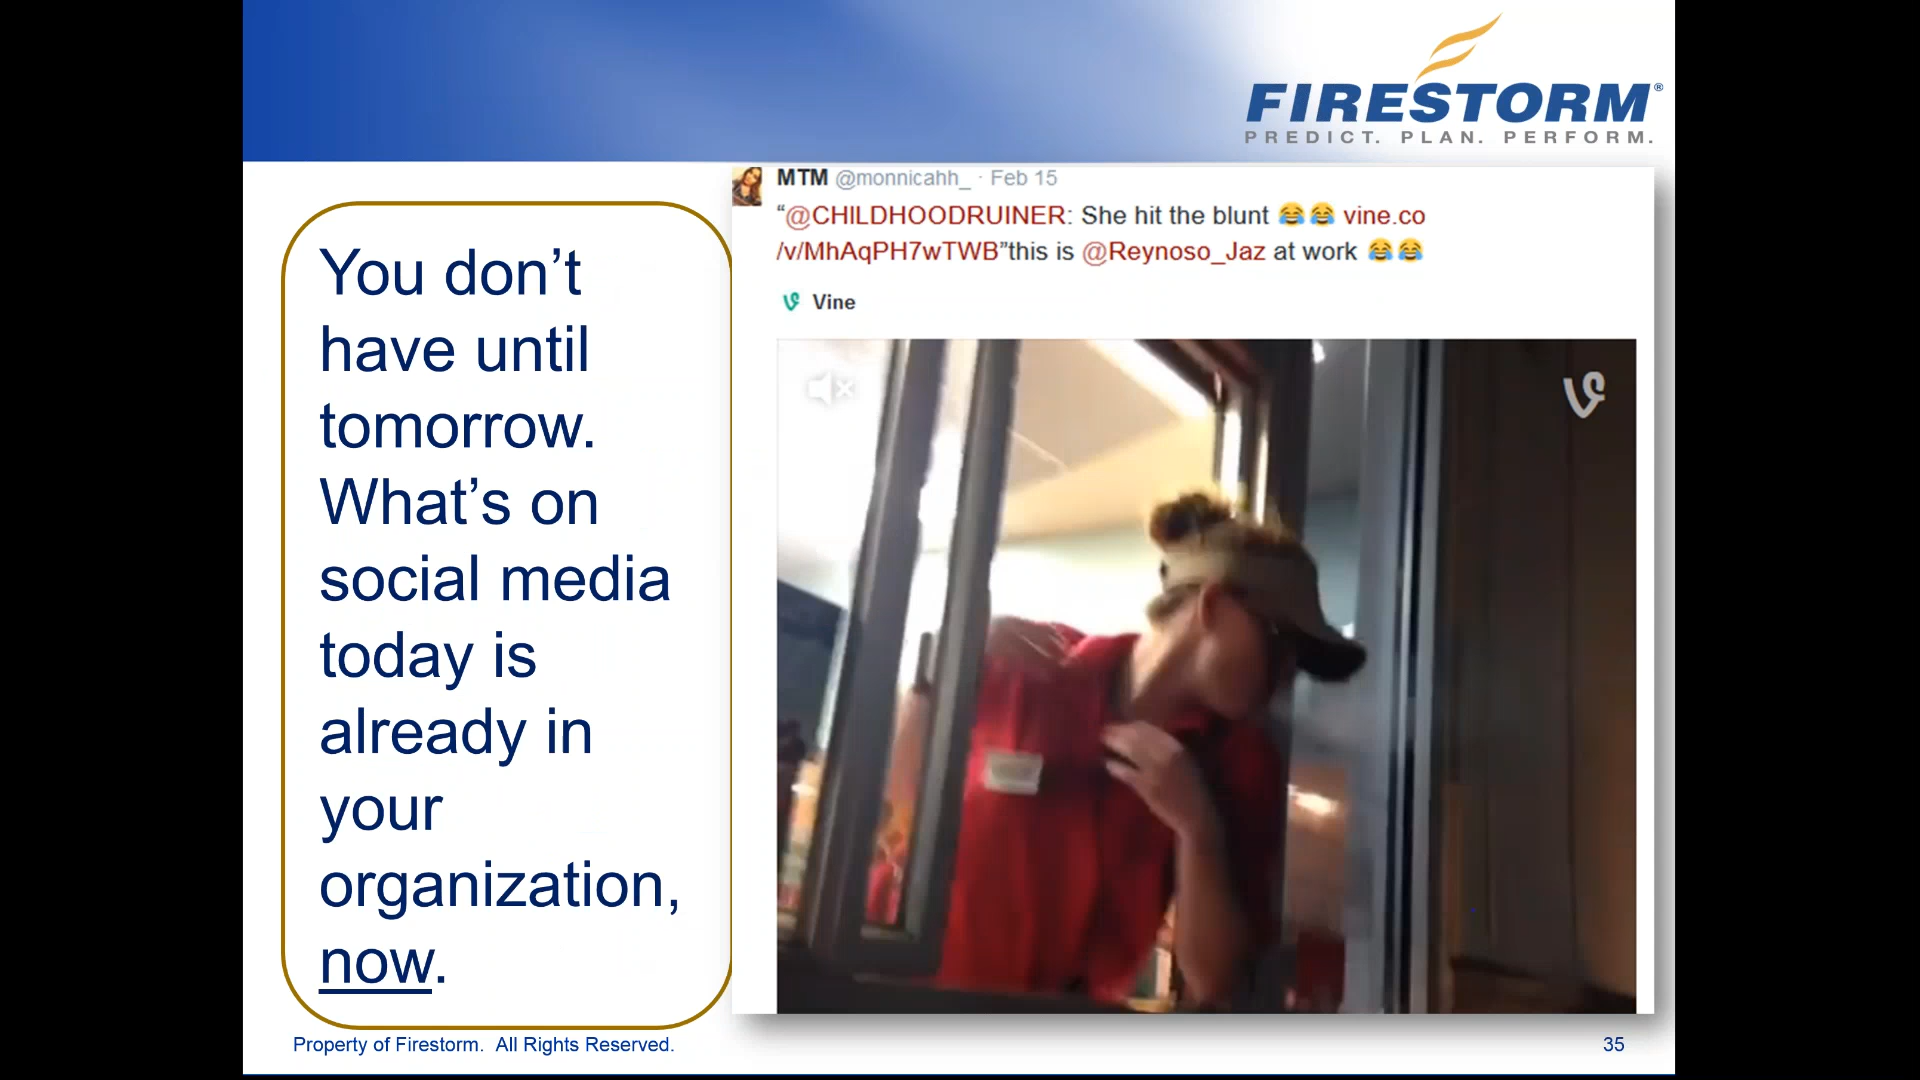 FIRESTORM®
PREDICT. PLAN. PERFORM.
You don’t
have until
tomorrow.
What’s on
social media
today is
already in
your
organization,
now.
MTM @monnicahh_ · Feb 15
“@CHILDHOODRUINER: She hit the blunt 😂😂 vine.co
/v/MhAqPH7wTWB”this is @Reynoso_Jaz at work 😂😂
Vine
Property of Firestorm. All Rights Reserved.
35